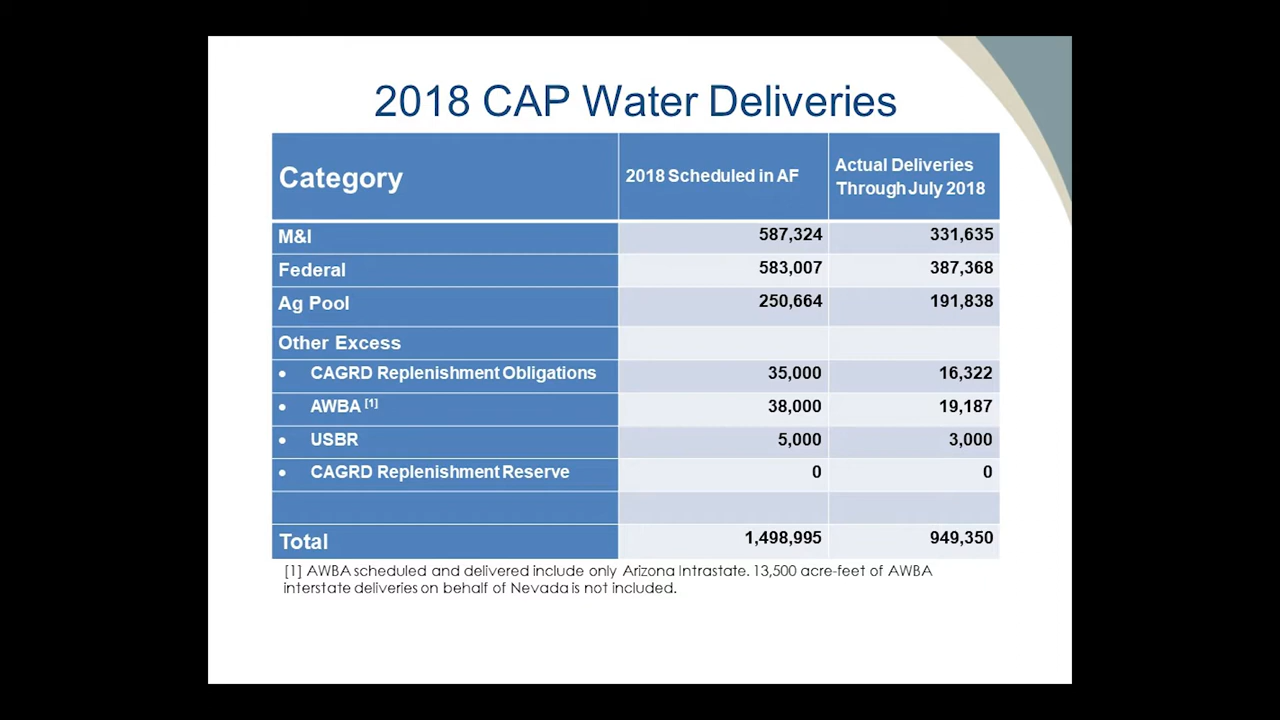 2018 CAP Water Deliveries
Category 2018 Scheduled in AF Actual Deliveries Through July 2018
M&I 587,324 331,635
Federal 583,007 387,368
Ag Pool 250,664 191,838
Other Excess
• CAGRD Replenishment Obligations 35,000 16,322
• AWBA [1] 38,000 19,187
• USBR 5,000 3,000
• CAGRD Replenishment Reserve 0 0
Total 1,498,995 949,350
[1] AWBA scheduled and delivered include only Arizona Intrastate. 13,500 acre-feet of AWBA
interstate deliveries on behalf of Nevada is not included.